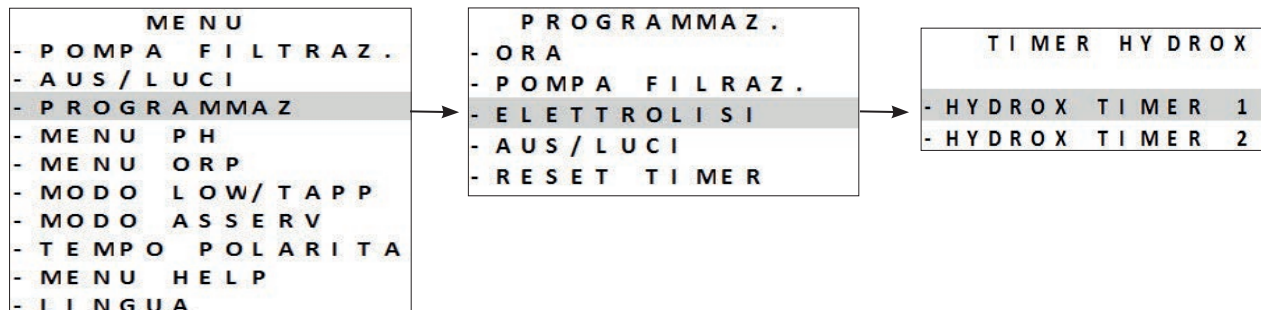 MENU
- POMPA FILTRAZ.
- AUS/LUCI
- PROGRAMMAZ
- MENU PH
- MENU ORP
- MODO LOW/TAPP
- MODO ASSERV
- TEMPO POLARITA
- MENU HELP
- LINGUA
PROGRAMMAZ.
- ORA
- POMPA FILRAZ.
- ELETTROLISI
- AUS/LUCI
- RESET TIMER
TIMER HYDROX
- HYDROX TIMER 1
- HYDROX TIMER 2